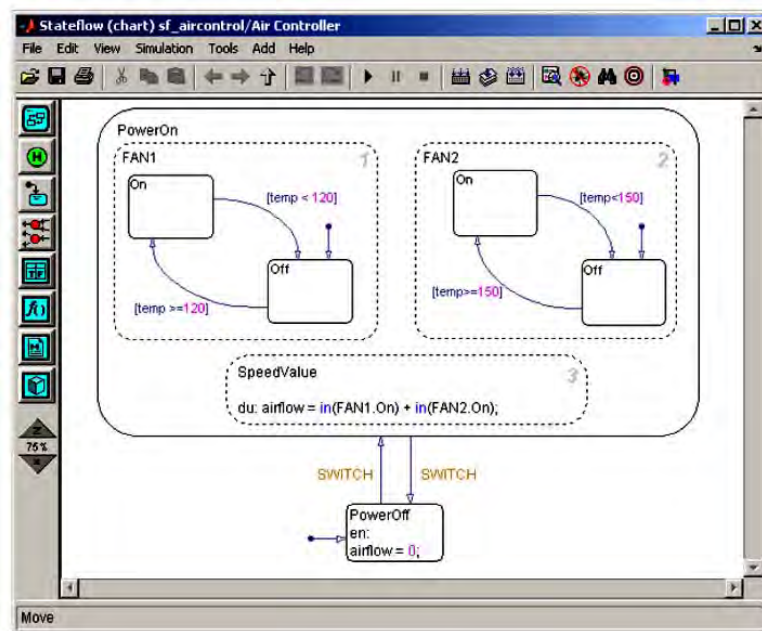 Stateflow (chart) sf_aircontrol/Air Controller
File Edit View Simulation Tools Add Help
PowerOn
FAN1 1
On
[temp < 120]
Off
[temp >=120]
FAN2 2
On
[temp<150]
Off
[temp>=150]
SpeedValue 3
du: airflow = in(FAN1.On) + in(FAN2.On);
SWITCH SWITCH
PowerOff
en:
airflow = 0;
75%
Move